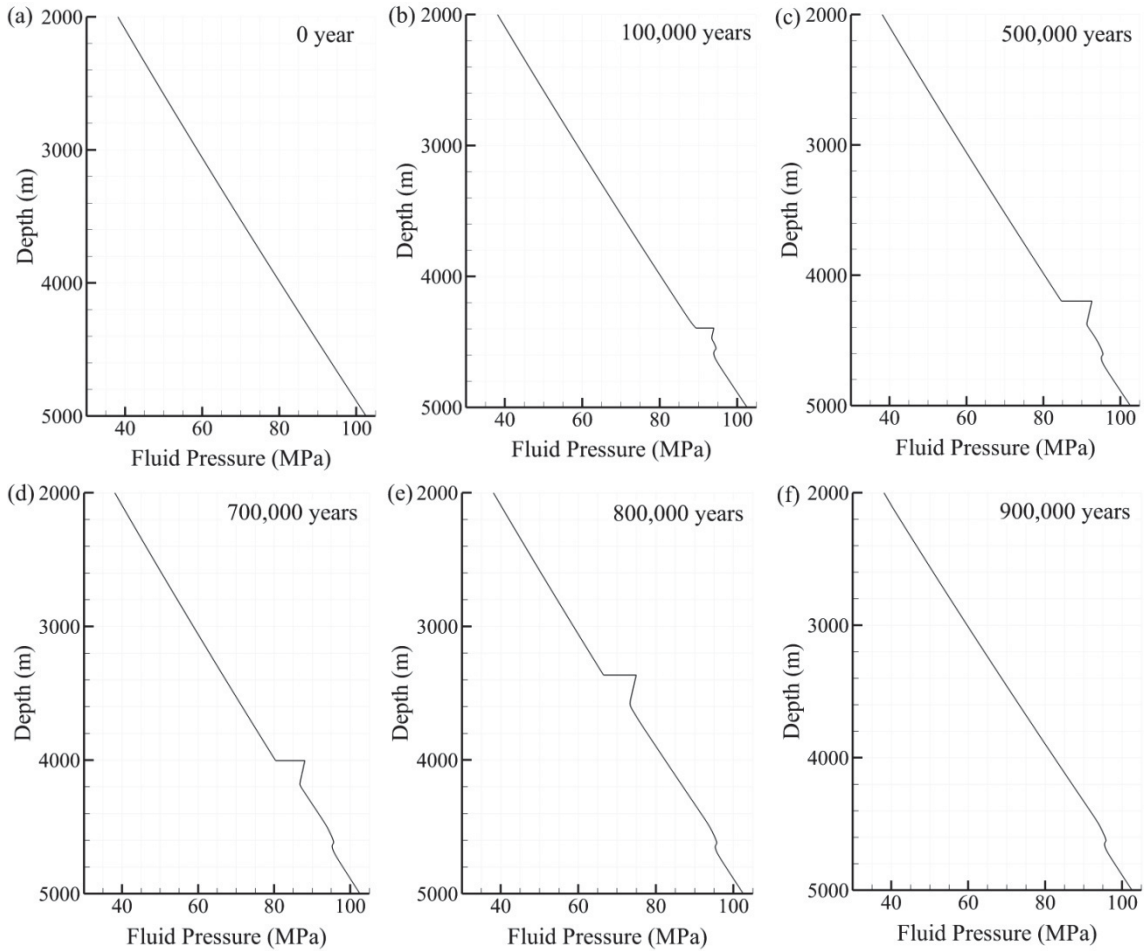 (a)
0 year
2000
3000
4000
5000
Depth (m)
40 60 80 100
Fluid Pressure (MPa)
(b)
100,000 years
2000
3000
4000
5000
Depth (m)
40 60 80 100
Fluid Pressure (MPa)
(c)
500,000 years
2000
3000
4000
5000
Depth (m)
40 60 80 100
Fluid Pressure (MPa)
(d)
700,000 years
2000
3000
4000
5000
Depth (m)
40 60 80 100
Fluid Pressure (MPa)
(e)
800,000 years
2000
3000
4000
5000
Depth (m)
40 60 80 100
Fluid Pressure (MPa)
(f)
900,000 years
2000
3000
4000
5000
Depth (m)
40 60 80 100
Fluid Pressure (MPa)